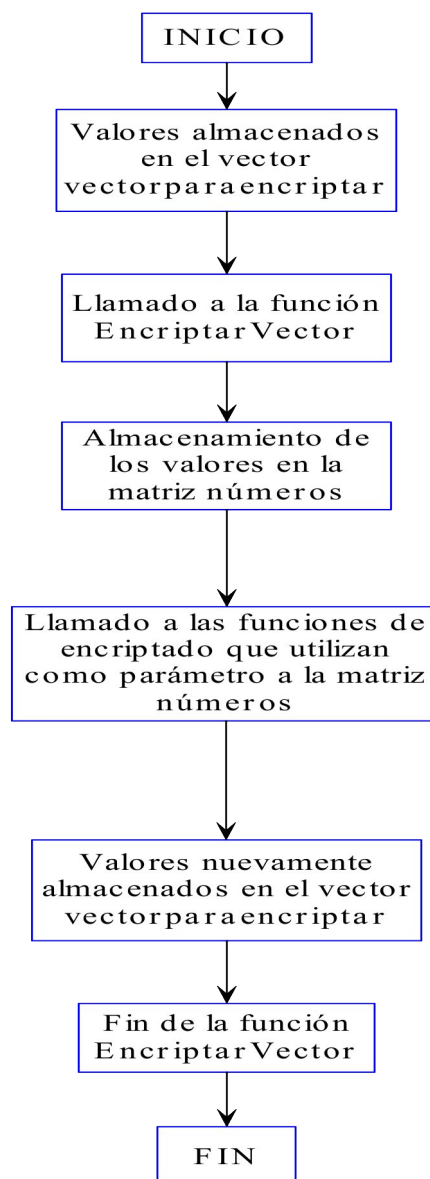 INICIO
Valores almacenados
en el vector
vectorparaencriptar
Llamado a la función
EncriptarVector
Almacenamiento de
los valores en la
matriz números
Llamado a las funciones de
encriptado que utilizan
como parámetro a la matriz
números
Valores nuevamente
almacenados en el vector
vectorparaencriptar
Fin de la función
EncriptarVector
FIN